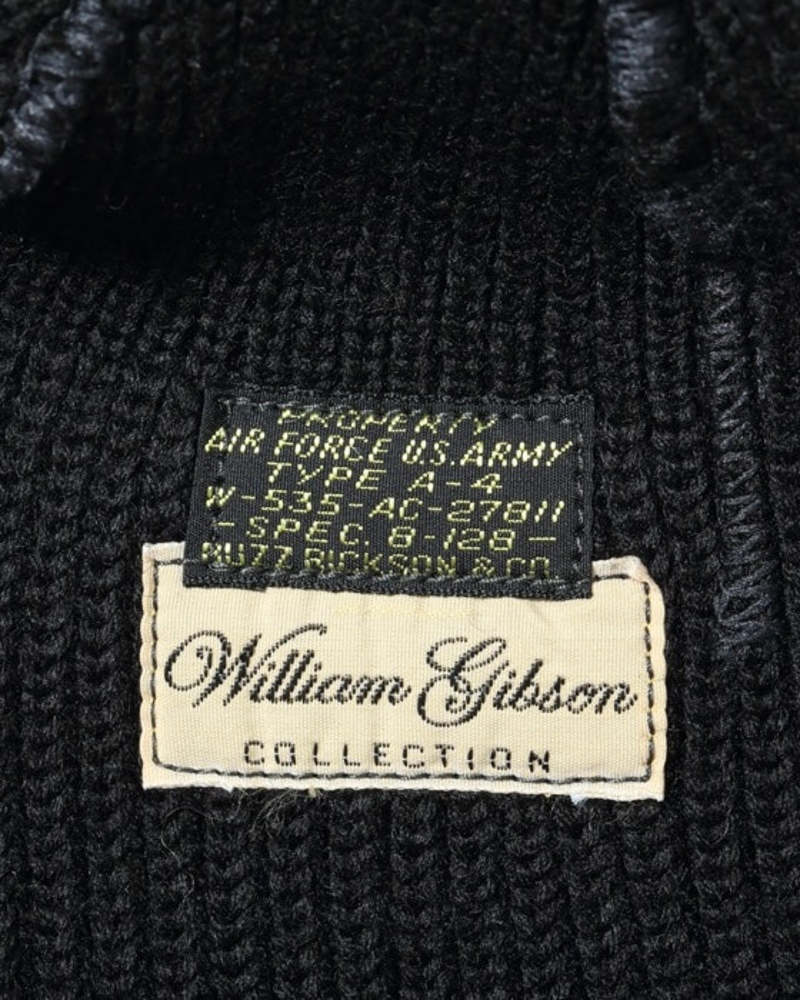 PROPERTY
AIR FORCE U.S. ARMY
TYPE A-4
W-535-AC-27811
-SPEC. 8-128-
BUZZ RICKSON & CO.
William Gibson
COLLECTION